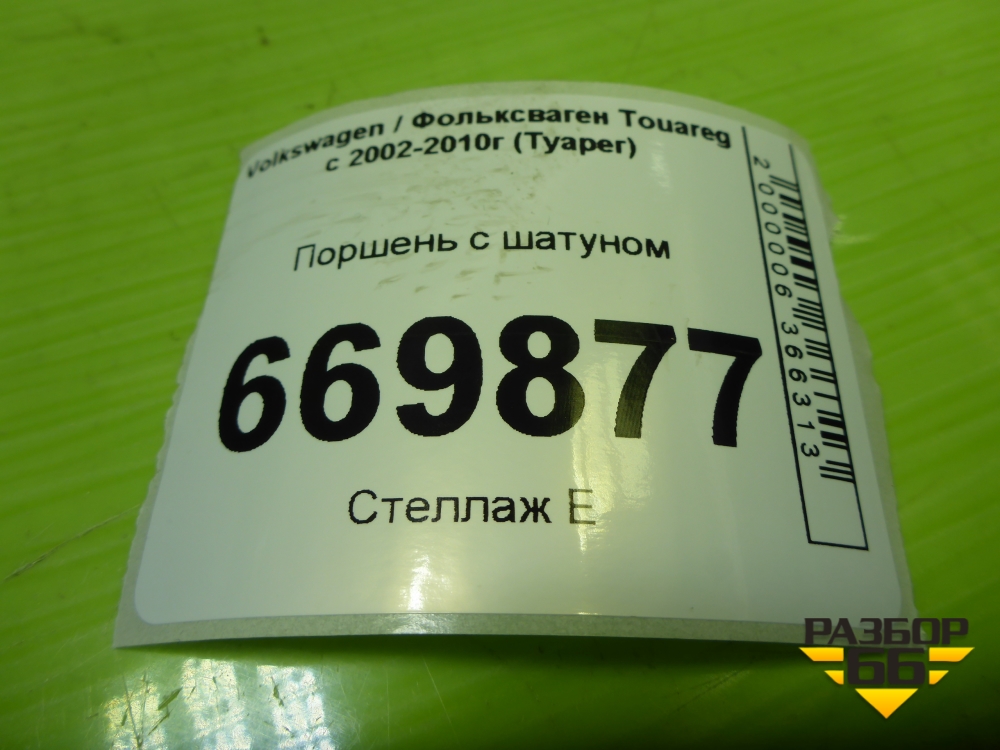 Volkswagen / Фольксваген Touareg
с 2002-2010г (Туарег)
Поршень с шатуном
669877
Стеллаж Е
2000006366313
РАЗБОР
66